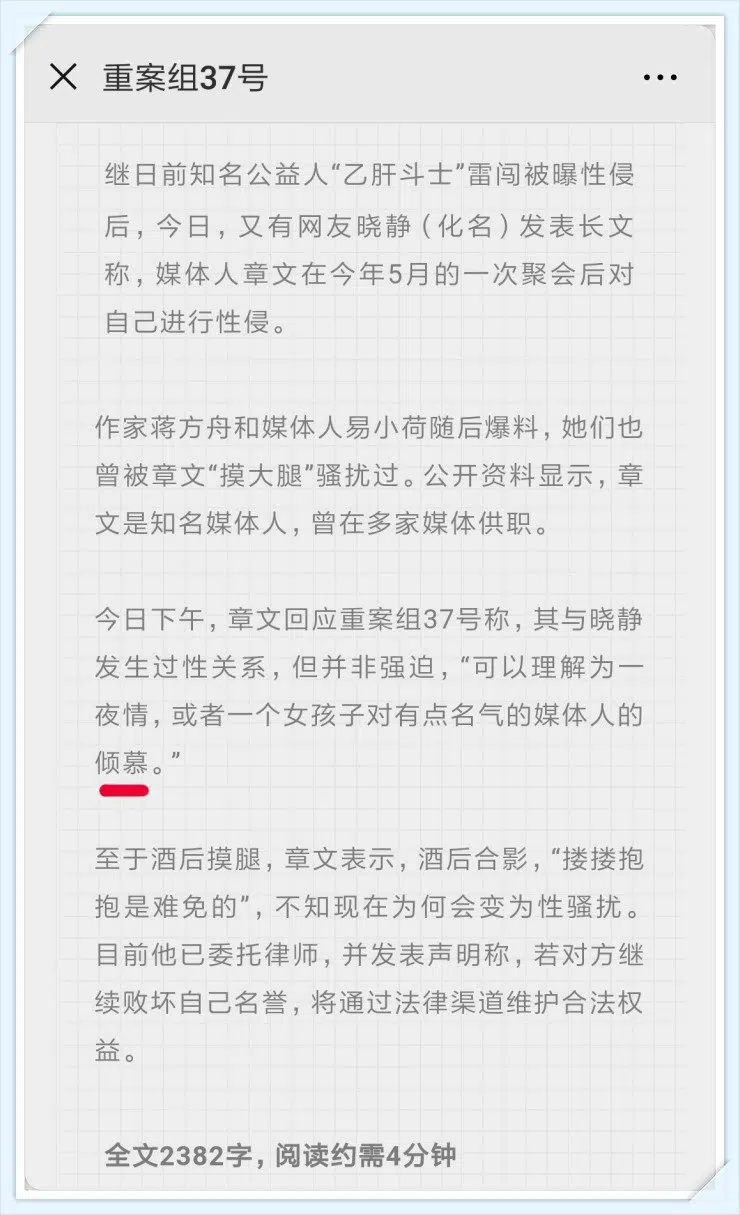 重案组37号
继日前知名公益人“乙肝斗士”雷闯被曝性侵
后，今日，又有网友晓静（化名）发表长文
称，媒体人章文在今年5月的一次聚会后对
自己进行性侵。
作家蒋方舟和媒体人易小荷随后爆料，她们也
曾被章文“摸大腿”骚扰过。公开资料显示，章
文是知名媒体人，曾在多家媒体供职。
今日下午，章文回应重案组37号称，其与晓静
发生过性关系，但并非强迫，“可以理解为一
夜情，或者一个女孩子对有点名气的媒体人的
倾慕。”
至于酒后摸腿，章文表示，酒后合影，“搂搂抱
抱是难免的”，不知现在为何会变为性骚扰。
目前他已委托律师，并发表声明称，若对方继
续败坏自己名誉，将通过法律渠道维护合法权
益。
全文2382字，阅读约需4分钟